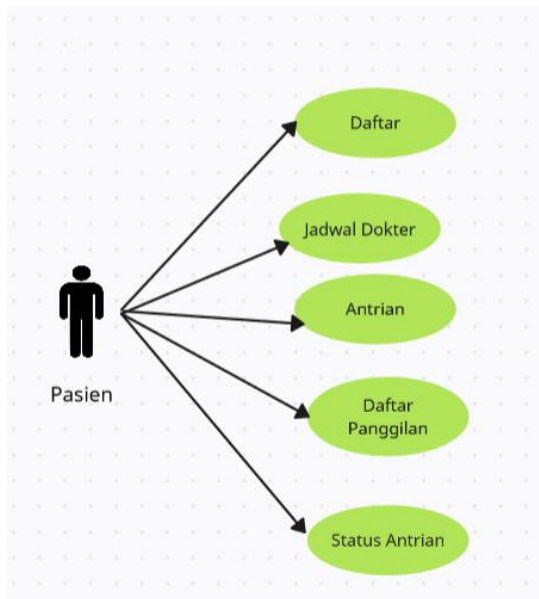 Daftar
Jadwal Dokter
Antrian
Pasien
Daftar
Panggilan
Status Antrian